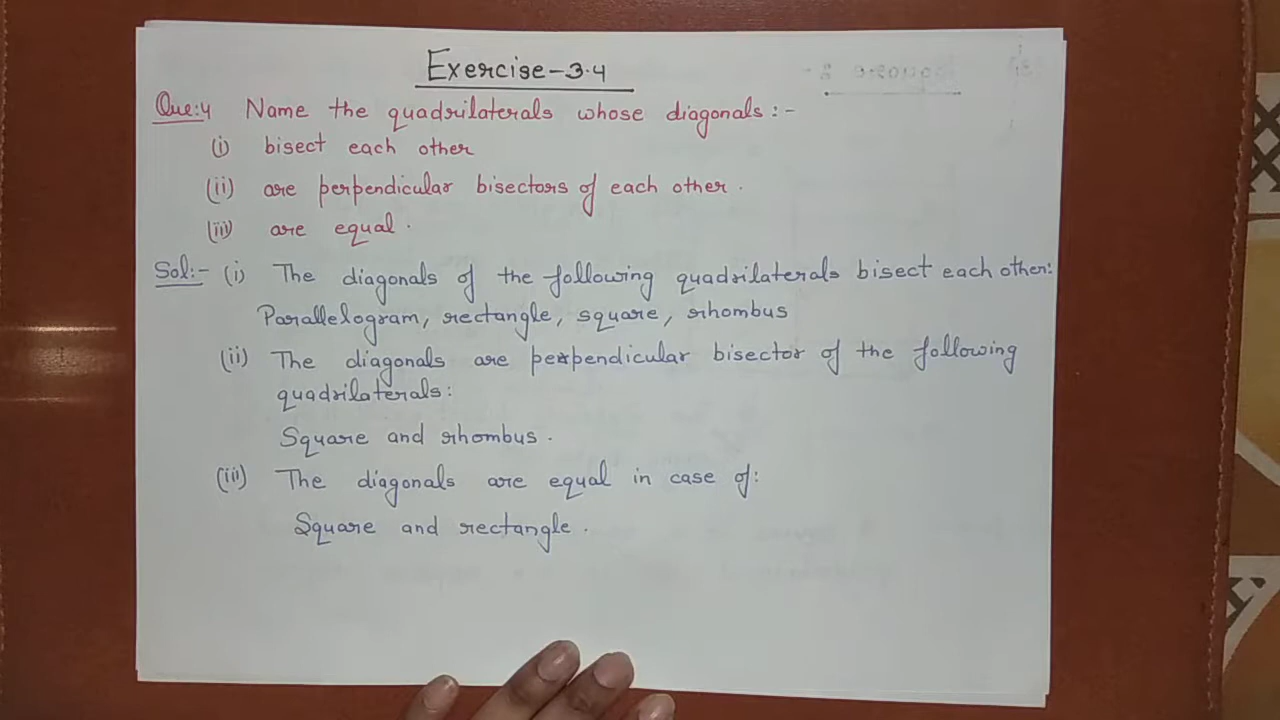 Exercise-3.4
Que:4 Name the quadrilaterals whose diagonals :-
(i) bisect each other
(ii) are perpendicular bisectors of each other.
(iii) are equal.
Sol:- (i) The diagonals of the following quadrilaterals bisect each other:
Parallelogram, rectangle, square, rhombus
(ii) The diagonals are perpendicular bisector of the following
quadrilaterals:
Square and rhombus.
(iii) The diagonals are equal in case of:
Square and rectangle.